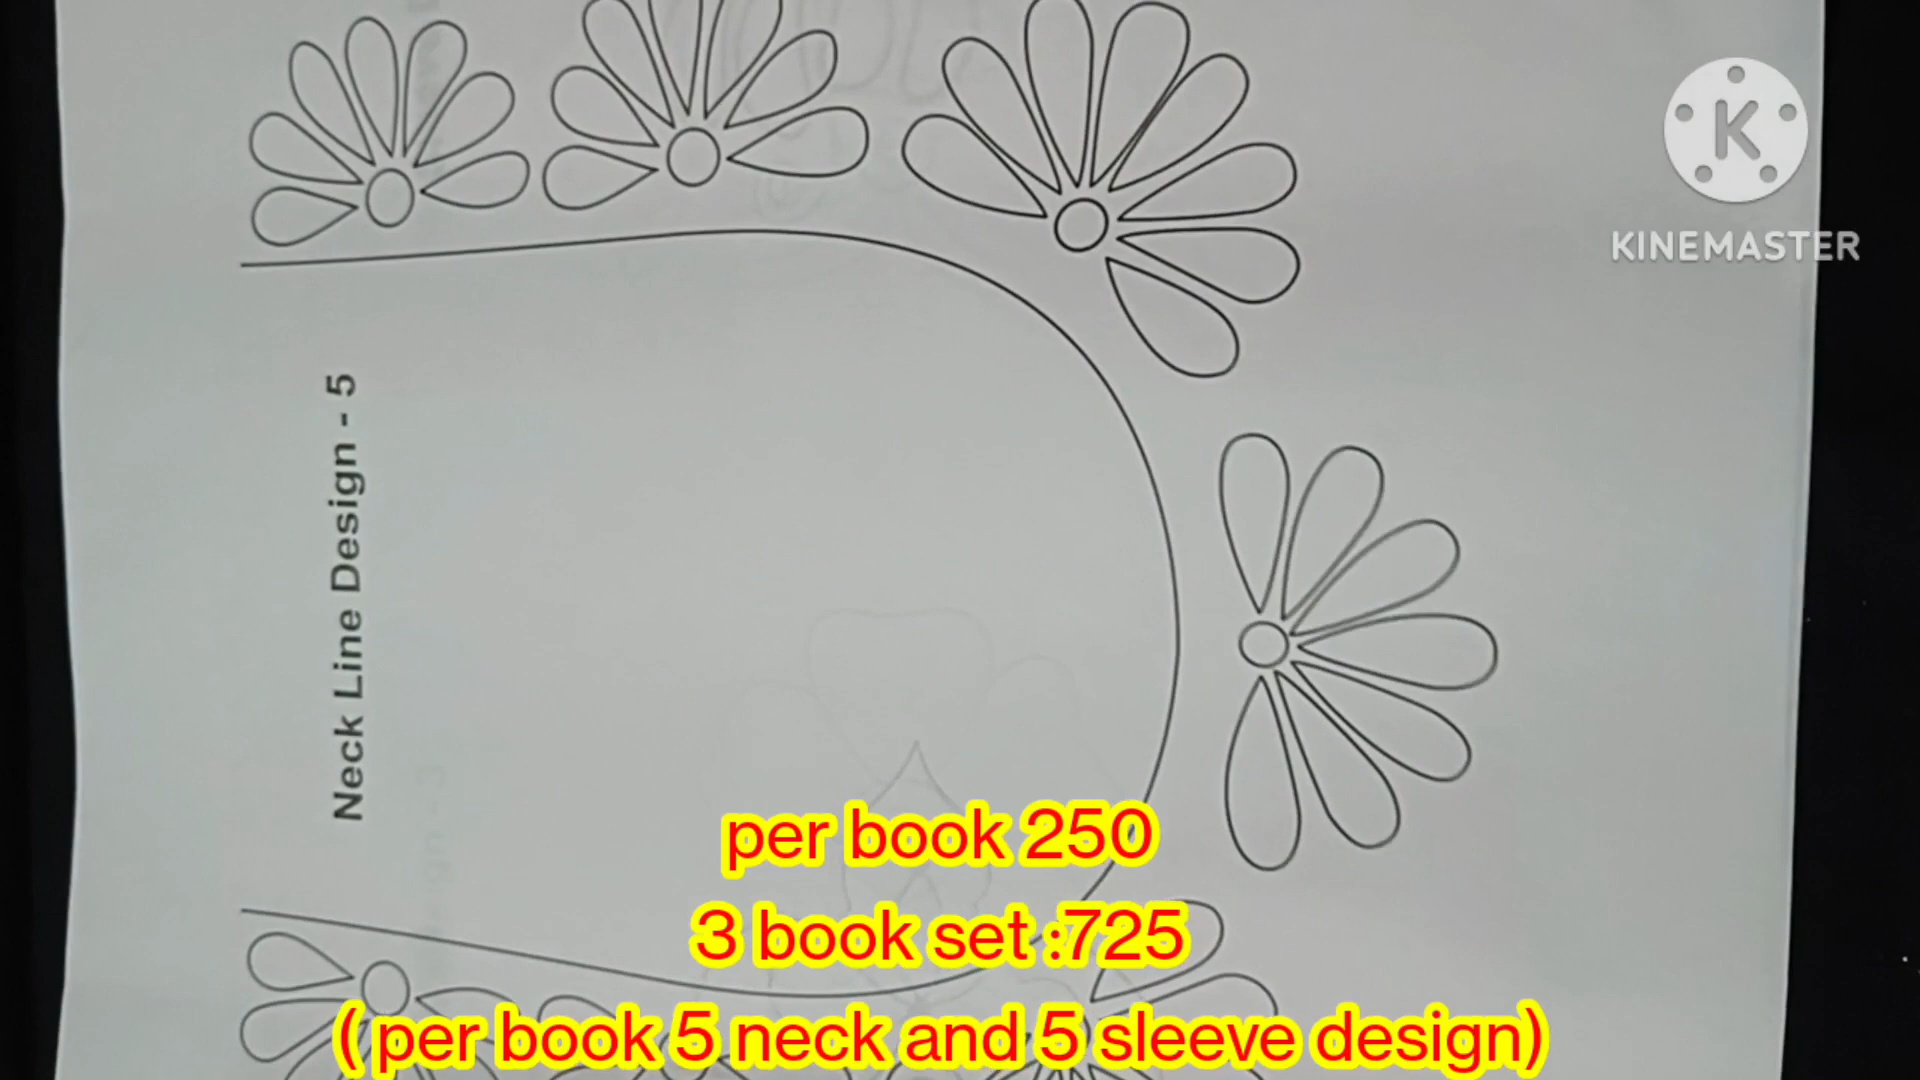 K
KINEMASTER
Neck Line Design - 5
per book 250
3 book set :725
( per book 5 neck and 5 sleeve design)